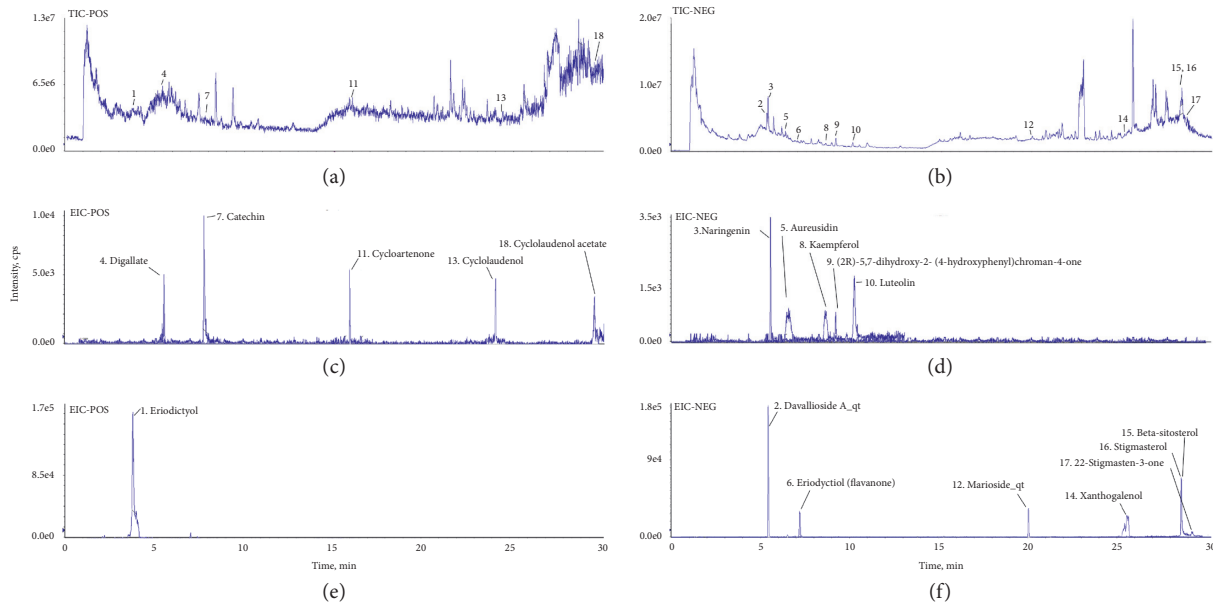 TIC-POS
1.3e7
6.5e6
0.0e0
1
4
7
11
13
18
(a)
TIC-NEG
2.0e7
1.0e7
0.0e0
2
3
5
6
8
9
10
12
14
15, 16
17
(b)
Intensity, cps
EIC-POS
1.0e4
5.0e3
0.0e0
4. Digallate
7. Catechin
11. Cycloartenone
13. Cyclolaudenol
18. Cyclolaudenol acetate
(c)
EIC-NEG
3.5e3
1.5e3
0.0e0
3.Naringenin
5. Aureusidin
8. Kaempferol
9. (2R)-5,7-dihydroxy-2- (4-hydroxyphenyl)chroman-4-one
10. Luteolin
(d)
EIC-POS
1.7e5
8.5e4
0.0e0
1. Eriodictyol
0 5 10 15 20 25 30
Time, min
(e)
EIC-NEG
1.8e5
9e4
0.0e0
2. Davallioside A_qt
6. Eriodyctiol (flavanone)
12. Marioside_qt
14. Xanthogalenol
15. Beta-sitosterol
16. Stigmasterol
17. 22-Stigmasten-3-one
0 5 10 15 20 25 30
Time, min
(f)